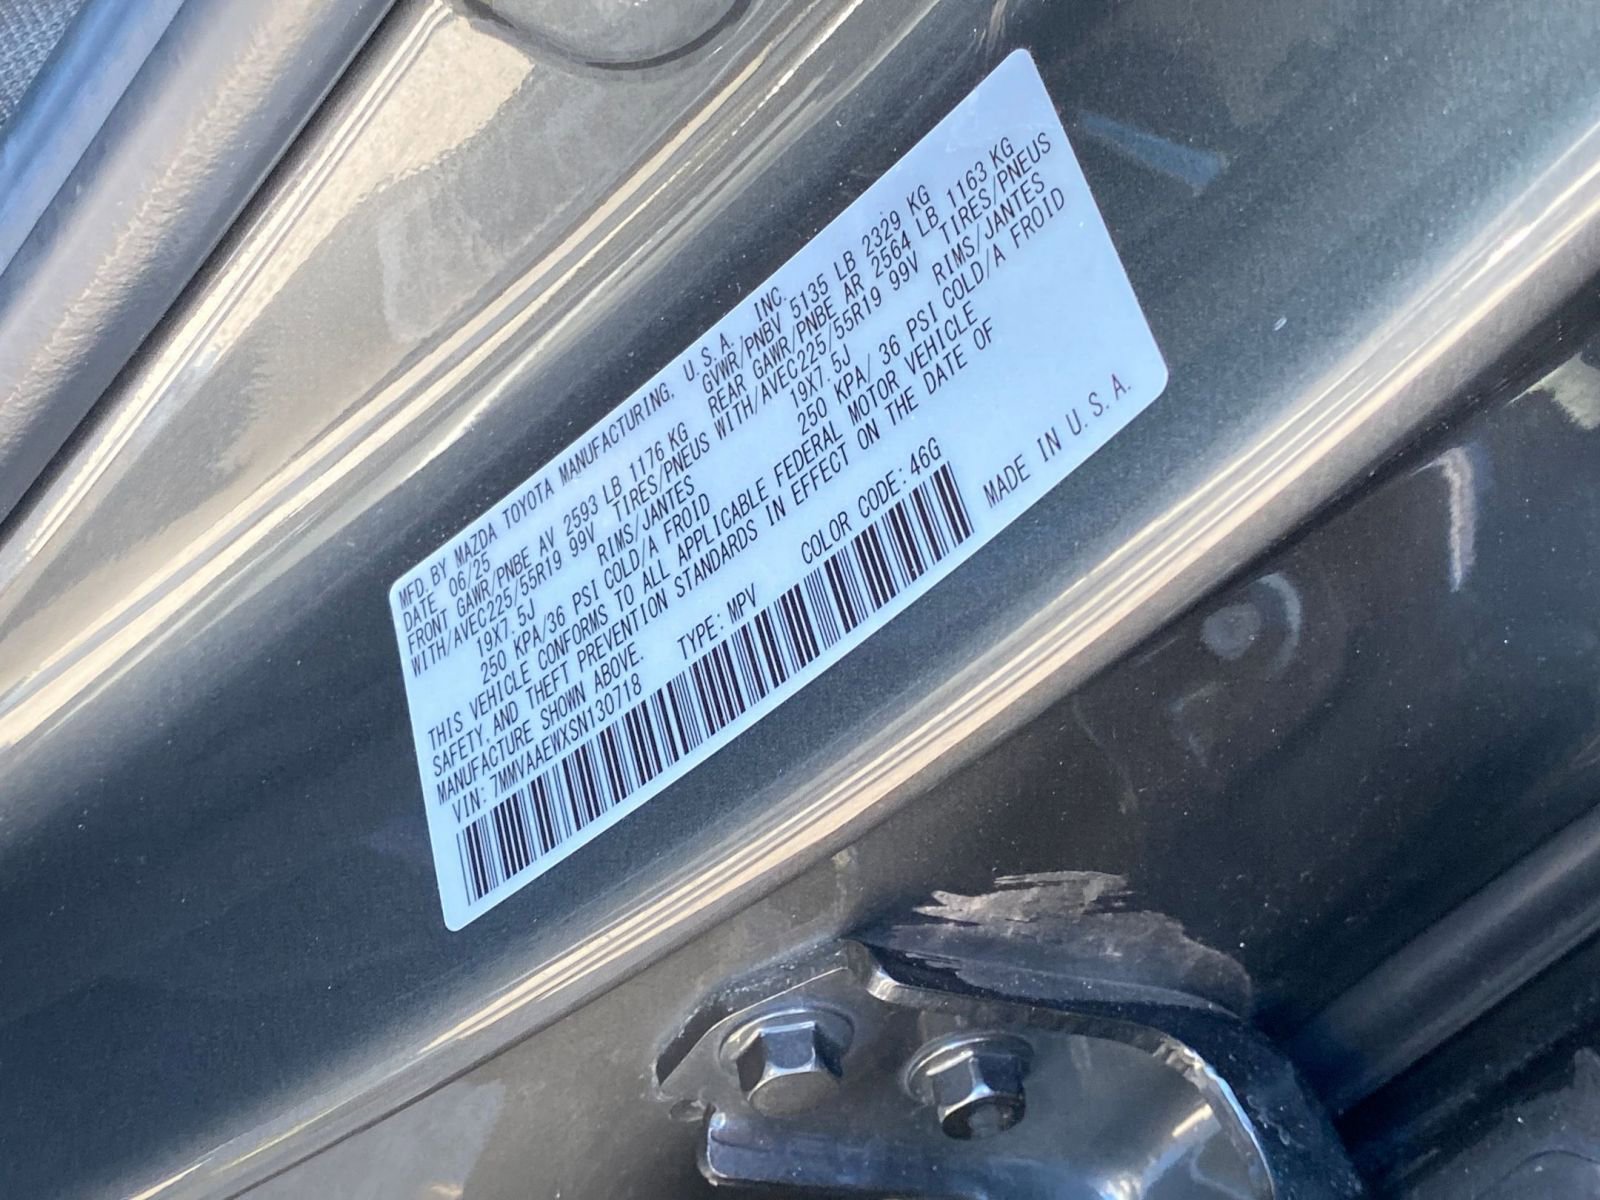 MFD. BY MAZDA TOYOTA MANUFACTURING, U.S.A. INC.
DATE 06/25 GVWR/PNBV 5135 LB 2329 KG
FRONT GAWR/PNBE AV 2593 LB 1176 KG REAR GAWR/PNBE AR 2564 LB 1163 KG
TIRES/PNEUS TIRES/PNEUS
WITH/AVEC225/55R19 99V WITH/AVEC225/55R19 99V
RIMS/JANTES RIMS/JANTES
19X7.5J 19X7.5J
250 KPA/36 PSI COLD/A FROID 250 KPA/ 36 PSI COLD/A FROID
THIS VEHICLE CONFORMS TO ALL APPLICABLE FEDERAL MOTOR VEHICLE
SAFETY, AND THEFT PREVENTION STANDARDS IN EFFECT ON THE DATE OF
MANUFACTURE SHOWN ABOVE.
VIN: 7MMVAAEWXSN130718 TYPE: MPV COLOR CODE: 46G
MADE IN U.S.A.